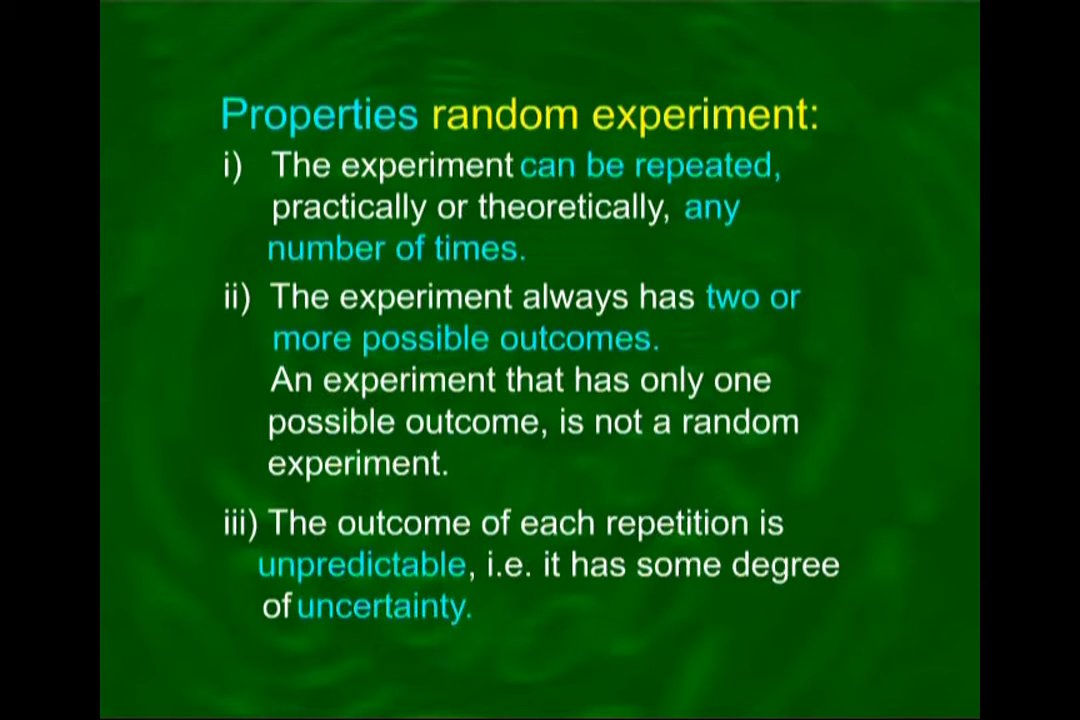 Properties random experiment:
i) The experiment can be repeated,
practically or theoretically, any
number of times.
ii) The experiment always has two or
more possible outcomes.
An experiment that has only one
possible outcome, is not a random
experiment.
iii) The outcome of each repetition is
unpredictable, i.e. it has some degree
of uncertainty.